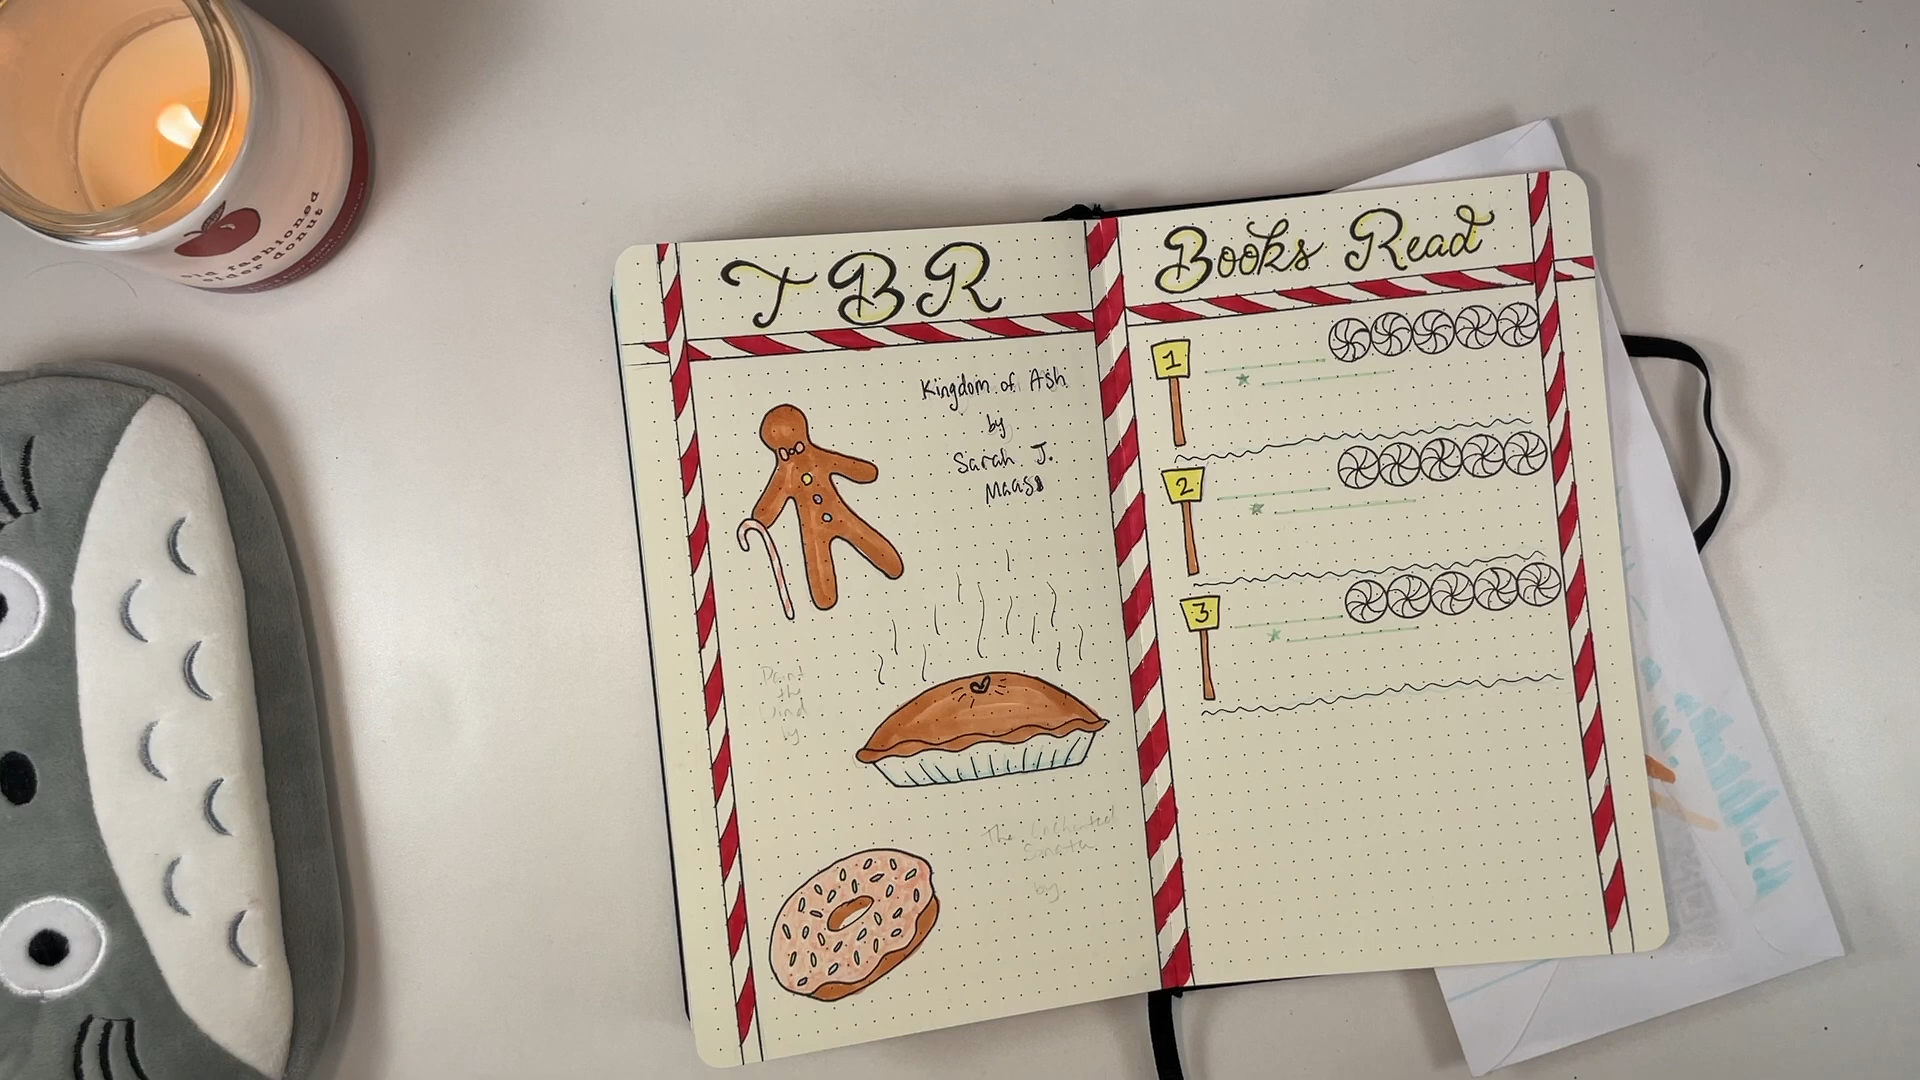 old fashioned
cider donut
TBR
Kingdom of Ash
by
Sarah J.
Maas
Paint
the
Wind
by
The Enchanted
Sonata
by
Books Read
1
2
3